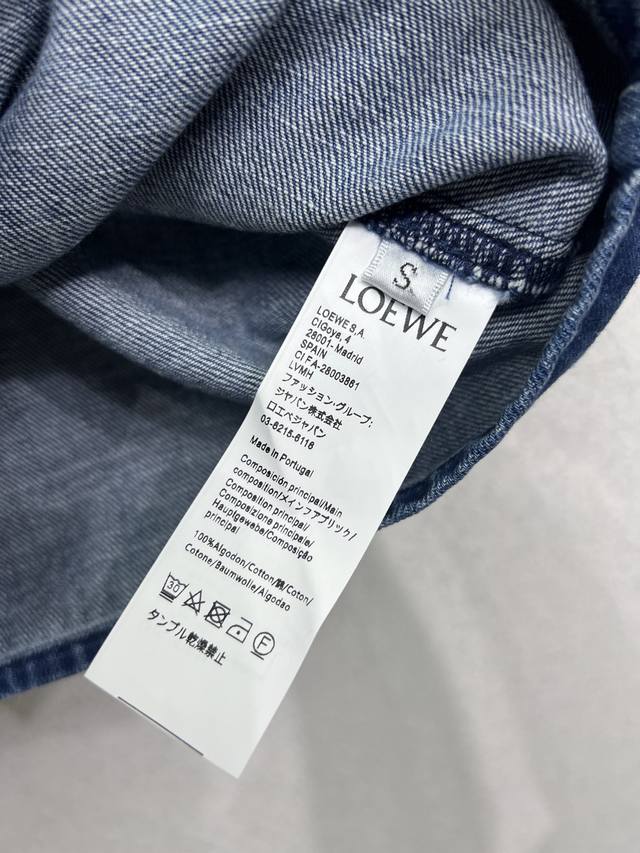 S
LOEWE
LOEWE S.A.
C/Goya, 4
28001- Madrid
SPAIN
CI FA-28003861
LVMH
ファッション・グループ:
ジャパン株式会社
ロエベジャパン
03-6215-6116
Made in Portugal
Composición principal/Main
composition/メインファブリック/
Composition principal/
Composizione principale/
Hauptgewebe/Composição
principal
100%Algodon/Cotton/綿/Coton/
Cotone/Baumwolle/Algodao
30
F
タンブル乾燥禁止